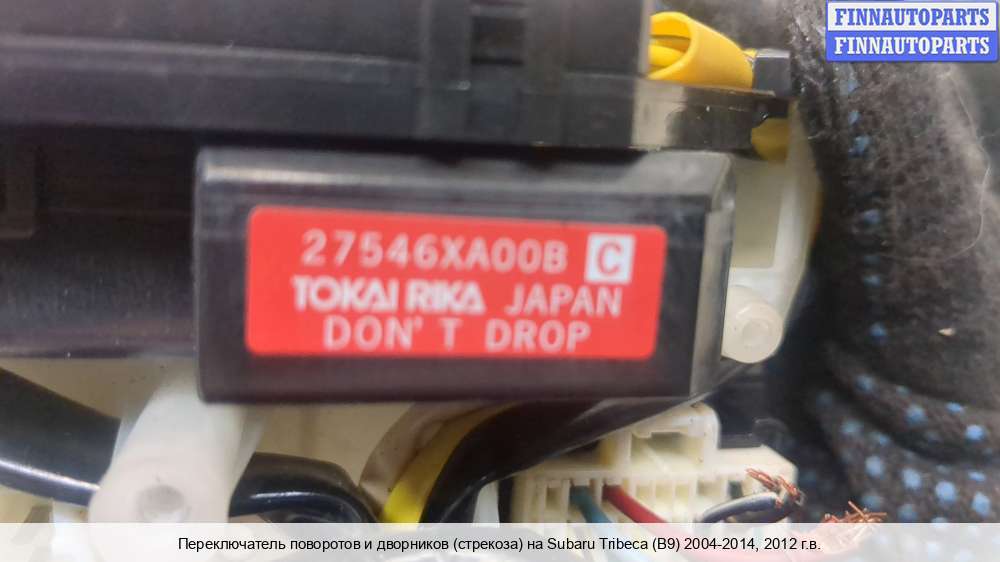 FINNAUTOPARTS
FINNAUTOPARTS
27546XA00B C
TOKAI RIKA JAPAN
DON'T DROP
Переключатель поворотов и дворников (стрекоза) на Subaru Tribeca (B9) 2004-2014, 2012 г.в.